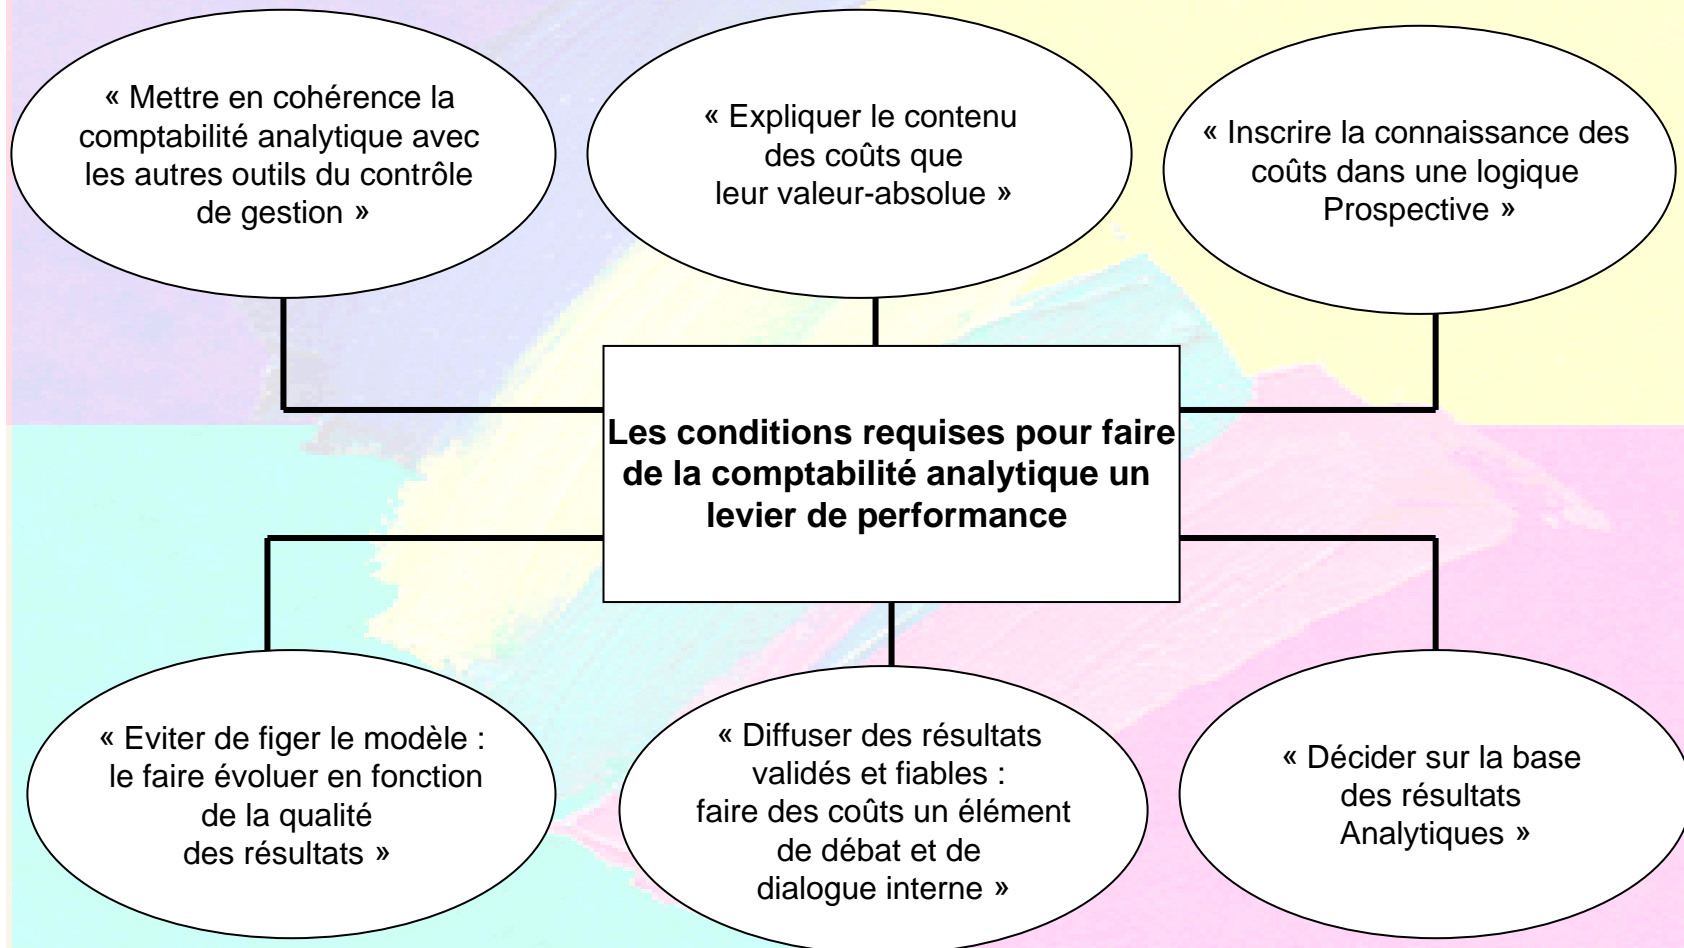 « Mettre en cohérence la
comptabilité analytique avec
les autres outils du contrôle
de gestion »
« Expliquer le contenu
des coûts que
leur valeur-absolue »
« Inscrire la connaissance des
coûts dans une logique
Prospective »
Les conditions requises pour faire
de la comptabilité analytique un
levier de performance
« Eviter de figer le modèle :
le faire évoluer en fonction
de la qualité
des résultats »
« Diffuser des résultats
validés et fiables :
faire des coûts un élément
de débat et de
dialogue interne »
« Décider sur la base
des résultats
Analytiques »